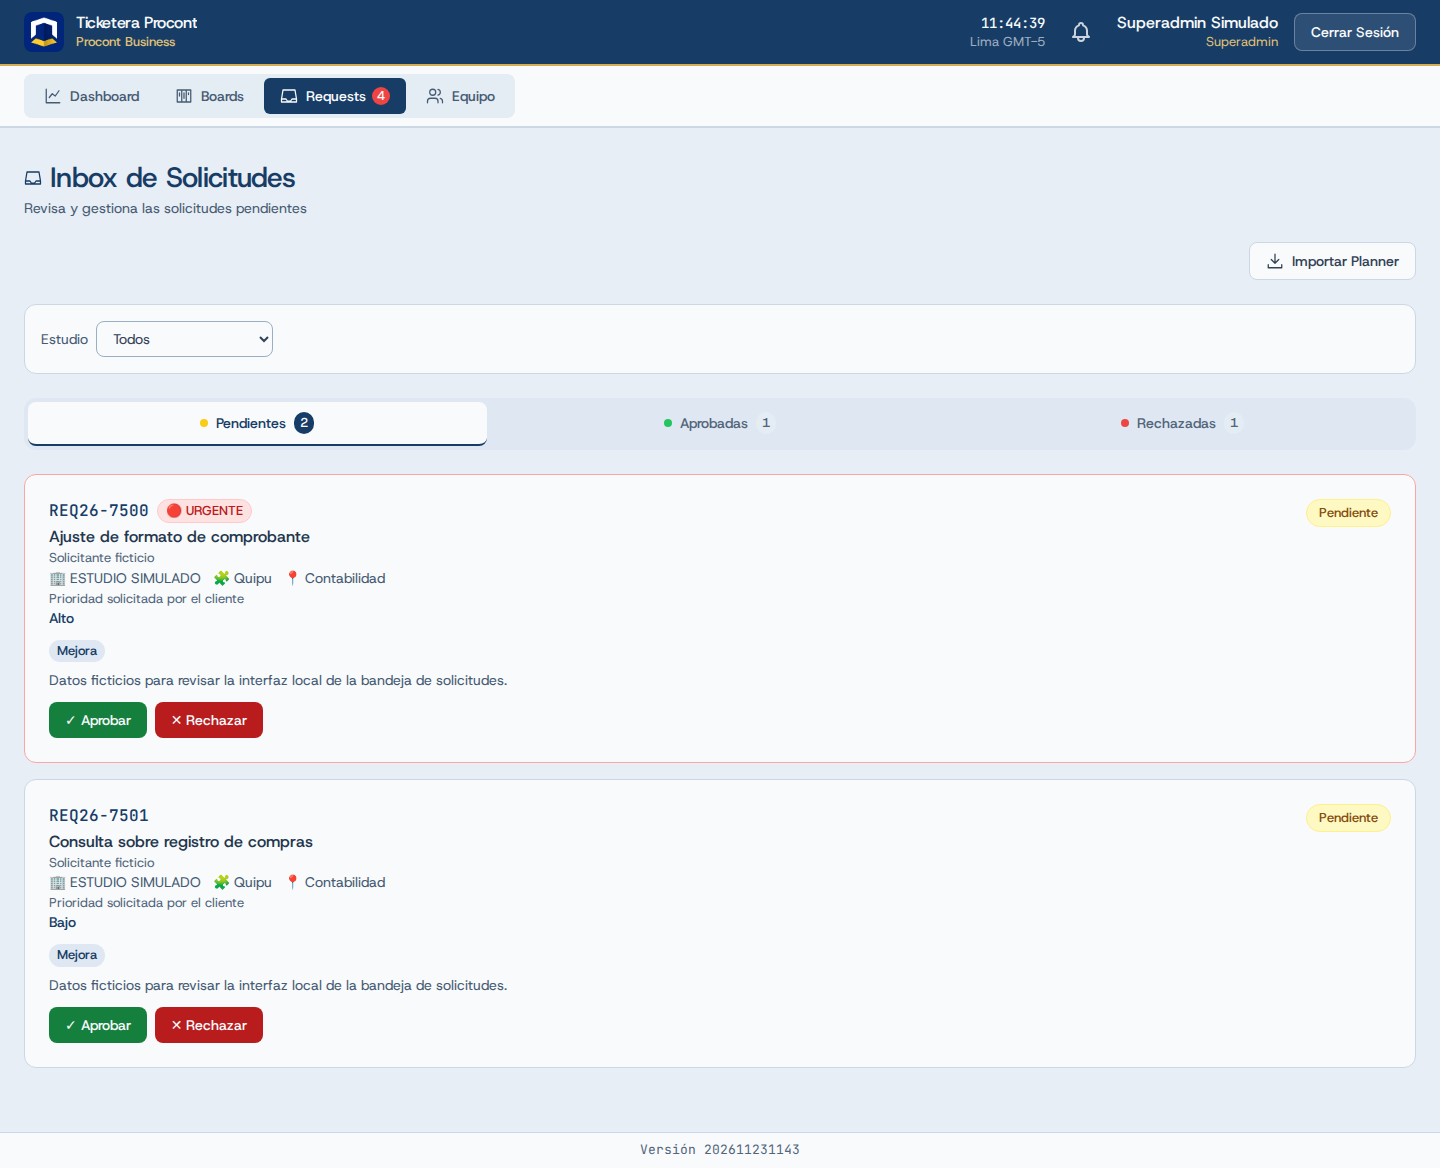 Ticketera Procont
Procont Business
11:44:39
Lima GMT-5
Superadmin Simulado
Superadmin
Cerrar Sesión
Dashboard
Boards
Requests 4
Equipo
Inbox de Solicitudes
Revisa y gestiona las solicitudes pendientes
Importar Planner
Estudio Todos
Pendientes 2
Aprobadas 1
Rechazadas 1
REQ26-7500 URGENTE
Pendiente
Ajuste de formato de comprobante
Solicitante ficticio
ESTUDIO SIMULADO Quipu Contabilidad
Prioridad solicitada por el cliente
Alto
Mejora
Datos ficticios para revisar la interfaz local de la bandeja de solicitudes.
✓ Aprobar ✕ Rechazar
REQ26-7501
Pendiente
Consulta sobre registro de compras
Solicitante ficticio
ESTUDIO SIMULADO Quipu Contabilidad
Prioridad solicitada por el cliente
Bajo
Mejora
Datos ficticios para revisar la interfaz local de la bandeja de solicitudes.
✓ Aprobar ✕ Rechazar
Versión 202611231143